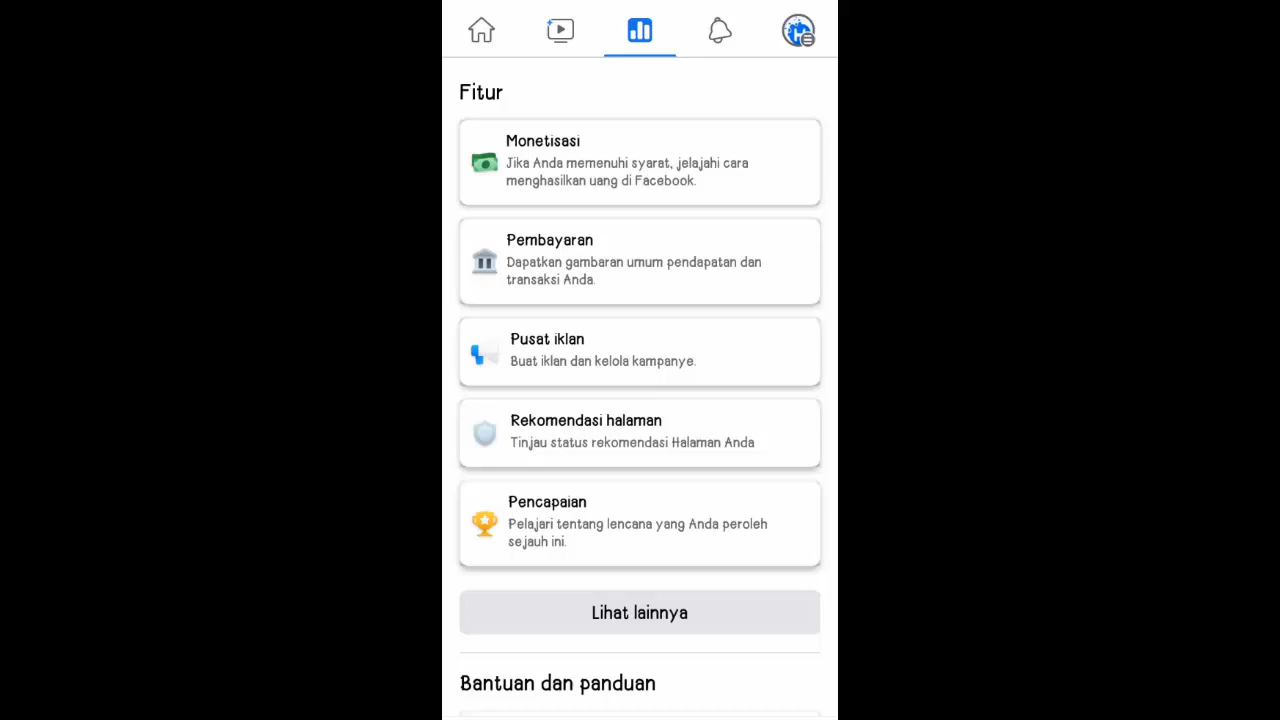 Fitur
Monetisasi
Jika Anda memenuhi syarat, jelajahi cara
menghasilkan uang di Facebook.
Pembayaran
Dapatkan gambaran umum pendapatan dan
transaksi Anda.
Pusat iklan
Buat iklan dan kelola kampanye.
Rekomendasi halaman
Tinjau status rekomendasi Halaman Anda
Pencapaian
Pelajari tentang lencana yang Anda peroleh
sejauh ini.
Lihat lainnya
Bantuan dan panduan